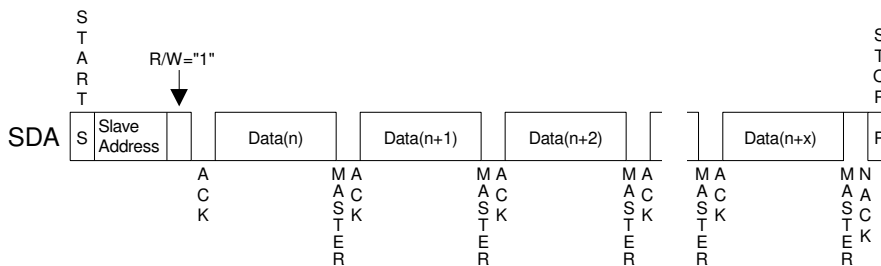 START
STOP
R/W="1"
SDA
S
Slave
Address
Data(n)
Data(n+1)
Data(n+2)
Data(n+x)
P
ACK
MASTER
ACK
MASTER
ACK
MASTER
ACK
MASTER
ACK
MASTER
NACK